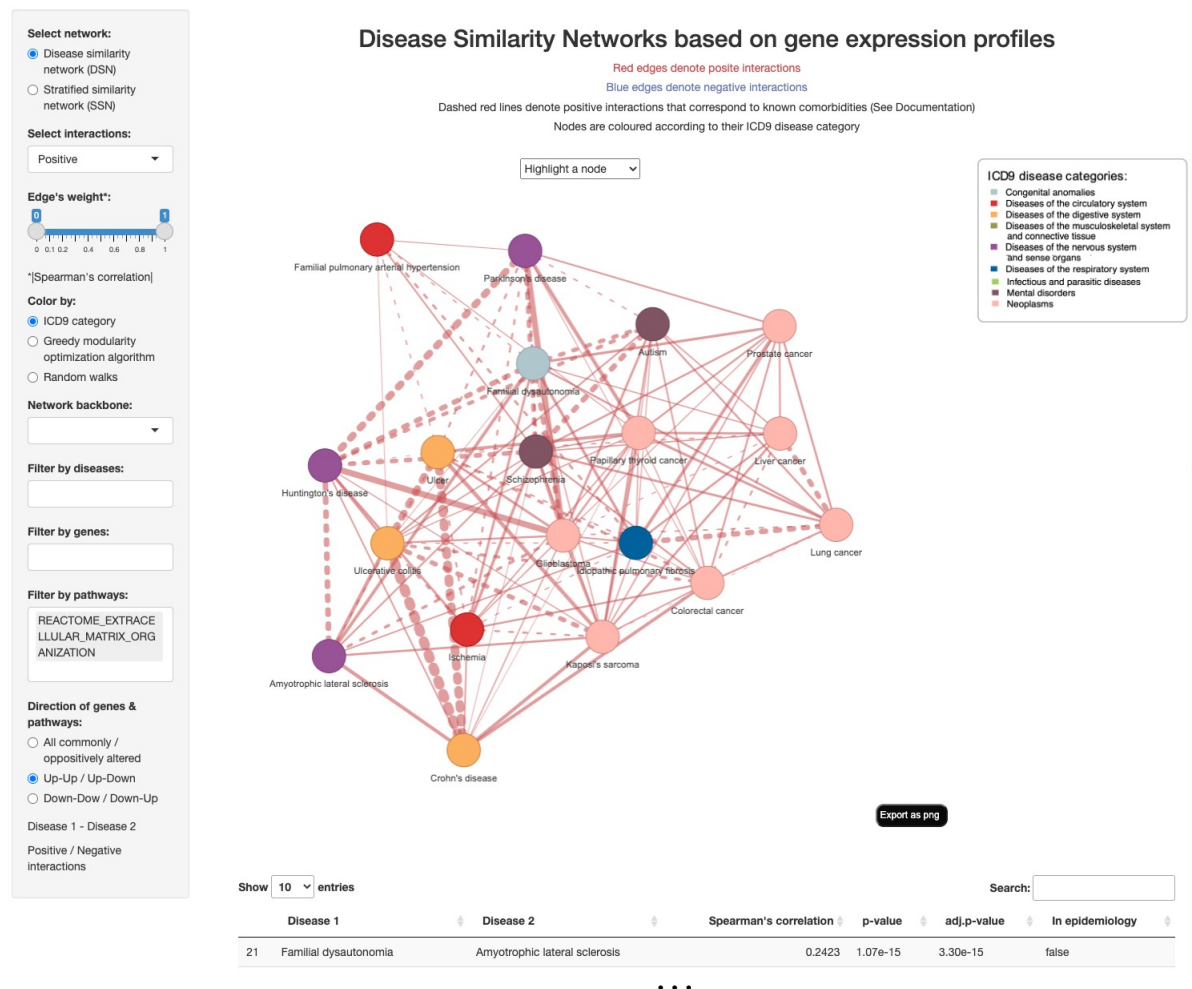 Select network:
Disease similarity
network (DSN)
Stratified similarity
network (SSN)
Select interactions:
Positive
Edge's weight*:
0 1
0 0.1 0.2 0.4 0.6 0.8 1
*|Spearman's correlation|
Color by:
ICD9 category
Greedy modularity
optimization algorithm
Random walks
Network backbone:
Filter by diseases:
Filter by genes:
Filter by pathways:
REACTOME_EXTRACE
LLULAR_MATRIX_ORG
ANIZATION
Direction of genes &
pathways:
All commonly /
oppositively altered
Up-Up / Up-Down
Down-Dow / Down-Up
Disease 1 - Disease 2
Positive / Negative
interactions
Disease Similarity Networks based on gene expression profiles
Red edges denote posite interactions
Blue edges denote negative interactions
Dashed red lines denote positive interactions that correspond to known comorbidities (See Documentation)
Nodes are coloured according to their ICD9 disease category
Highlight a node
ICD9 disease categories:
Congenital anomalies
Diseases of the circulatory system
Diseases of the digestive system
Diseases of the musculoskeletal system
and connective tissue
Diseases of the nervous system
and sense organs
Diseases of the respiratory system
Infectious and parasitic diseases
Mental disorders
Neoplasms
Familial pulmonary arterial hypertension
Parkinson's disease
Autism
Prostate cancer
Familial dysautonomia
Papillary thyroid cancer
Liver cancer
Ulcer
Schizophrenia
Huntington's disease
Lung cancer
Ulcerative colitis
Glioblastoma
Idiopathic pulmonary fibrosis
Colorectal cancer
Ischemia
Kaposi's sarcoma
Amyotrophic lateral sclerosis
Crohn's disease
Export as png
Show 10 entries
Search:
Disease 1 Disease 2 Spearman's correlation p-value adj.p-value In epidemiology
21 Familial dysautonomia Amyotrophic lateral sclerosis 0.2423 1.07e-15 3.30e-15 false
...